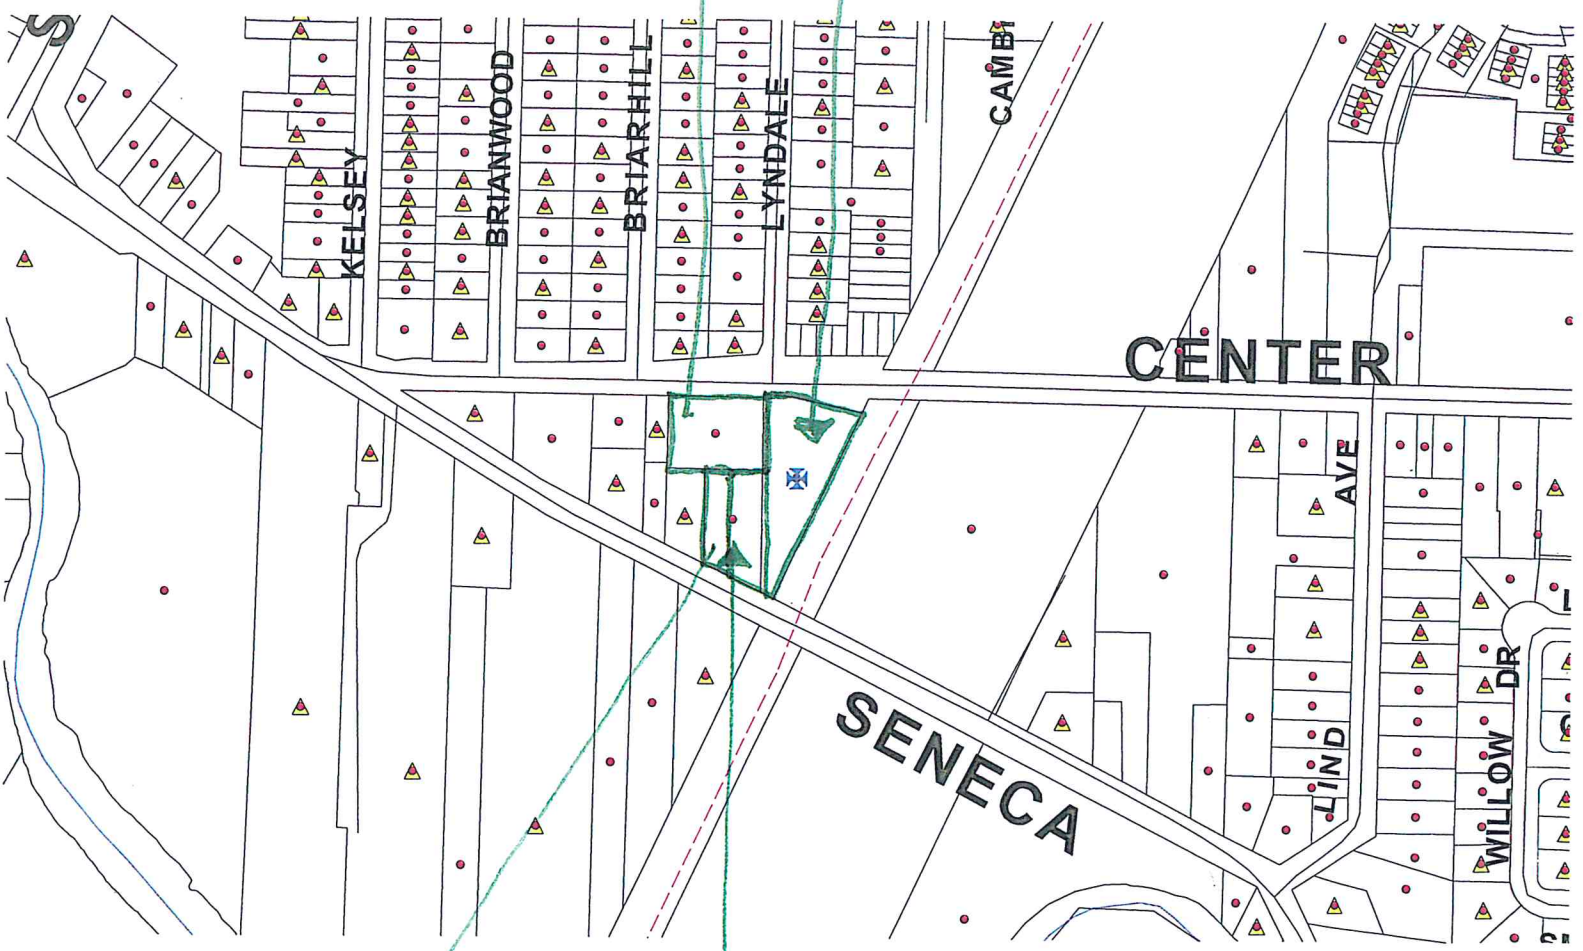 S
KELSEY
BRIANWOOD
BRIARHILL
LYNDALE
CAMB
CENTER
AVE
LIND
SENECA
WILLOW
DR